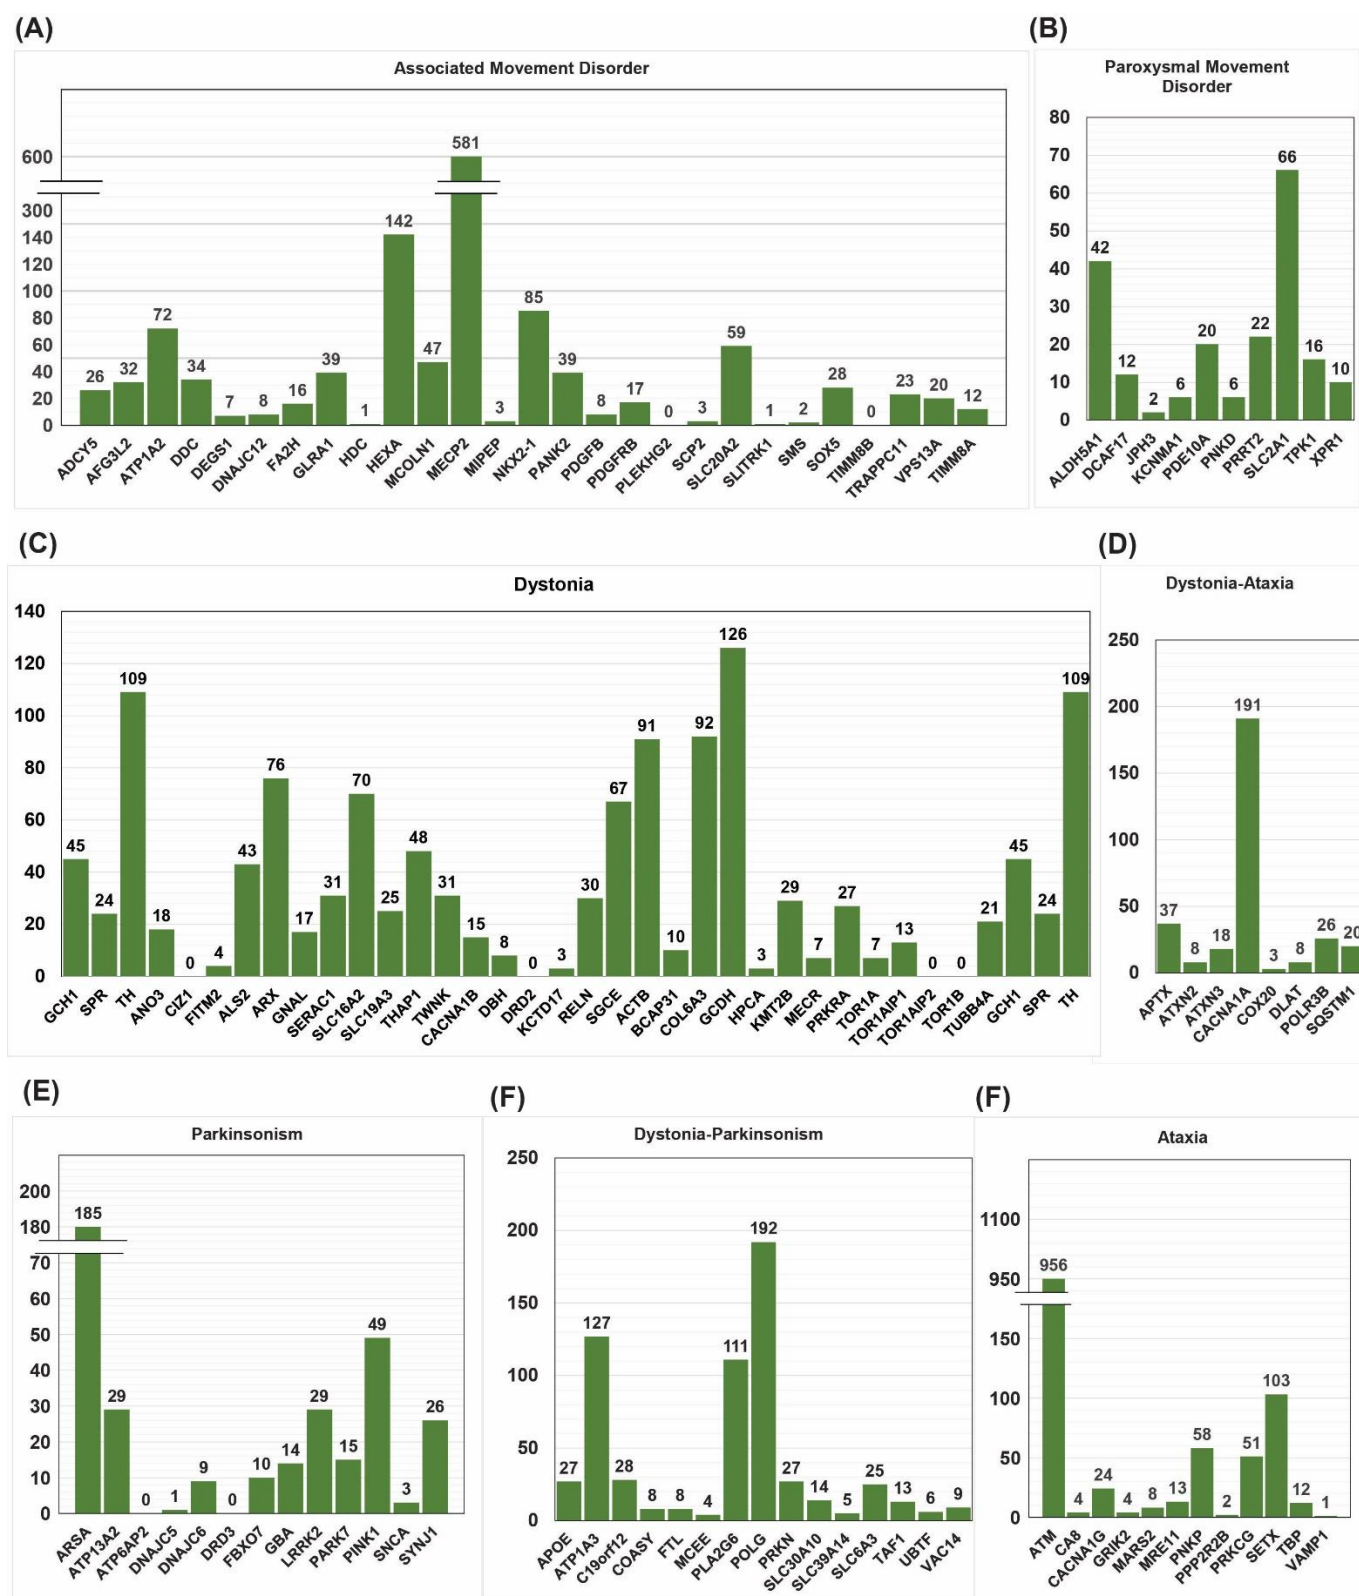 (A)
Associated Movement Disorder
600
300
140
120
100
80
60
40
20
0
26 32 72 34 7 8 16 39 1 142 47 581 3 85 39 8 17 0 3 59 1 2 28 0 23 20 12
ADCY5 AFG3L2 ATP1A2 DDC DEGS1 DNAJC12 FA2H GLRA1 HDC HEXA MCOLN1 MECP2 MIPEP NKX2-1 PANK2 PDGFB PDGFRB PLEKHG2 SCP2 SLC20A2 SLITRK1 SMS SOX5 TIMM8B TRAPPC11 VPS13A TIMM8A
(B)
Paroxysmal Movement
Disorder
80
70
60
50
40
30
20
10
0
42 12 2 6 20 6 22 66 16 10
ALDH5A1 DCAF17 JPH3 KCNMA1 PDE10A PNKD PRRT2 SLC2A1 TPK1 XPR1
(C)
Dystonia
140
120
100
80
60
40
20
0
45 24 109 18 0 4 43 76 17 31 70 25 48 31 15 8 0 3 30 67 91 10 92 126 3 29 7 27 7 13 0 0 21 45 24 109
GCH1 SPR TH ANO3 CIZ1 FITM2 ALS2 ARX GNAL SERAC1 SLC16A2 SLC19A3 THAP1 TWNK CACNA1B DBH DRD2 KCTD17 RELN SGCE ACTB BCAP31 COL6A3 GCDH HPCA KMT2B MECR PRKRA TOR1A TOR1AIP1 TOR1AIP2 TOR1B TUBB4A GCH1 SPR TH
(D)
Dystonia-Ataxia
250
200
150
100
50
0
37 8 18 191 3 8 26 20
APTX ATXN2 ATXN3 CACNA1A COX20 DLAT POLR3B SQSTM1
(E)
Parkinsonism
200
180
70
60
50
40
30
20
10
0
185 29 0 1 9 0 10 14 29 15 49 3 26
ARSA ATP13A2 ATP6AP2 DNAJC5 DNAJC6 DRD3 FBXO7 GBA LRRK2 PARK7 PINK1 SNCA SYNJ1
(F)
Dystonia-Parkinsonism
250
200
150
100
50
0
27 127 28 8 8 4 111 192 27 14 5 25 13 6 9
APOE ATP1A3 C19orf12 COASY FTL MCEE PLA2G6 POLG PRKN SLC30A10 SLC39A14 SLC6A3 TAF1 UBTF VAC14
(F)
Ataxia
1100
950
150
100
50
0
956 4 24 4 8 13 58 2 51 103 12 1
ATM CA8 CACNA1G GRIK2 MARS2 MRE11 PNKP PPP2R2B PRKCG SETX TBP VAMP1